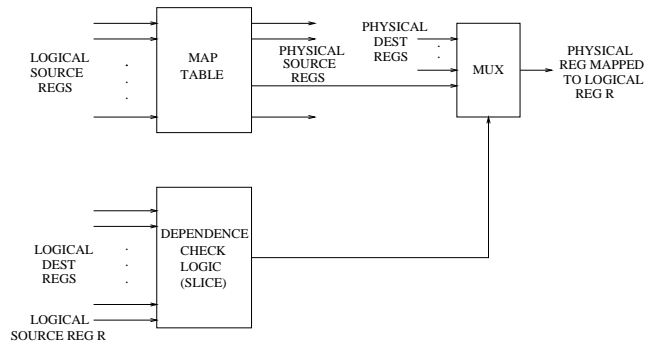 LOGICAL
SOURCE
REGS
MAP
TABLE
PHYSICAL
SOURCE
REGS
PHYSICAL
DEST
REGS
MUX
PHYSICAL
REG MAPPED
TO LOGICAL
REG R
LOGICAL
DEST
REGS
DEPENDENCE
CHECK
LOGIC
(SLICE)
LOGICAL
SOURCE REG R